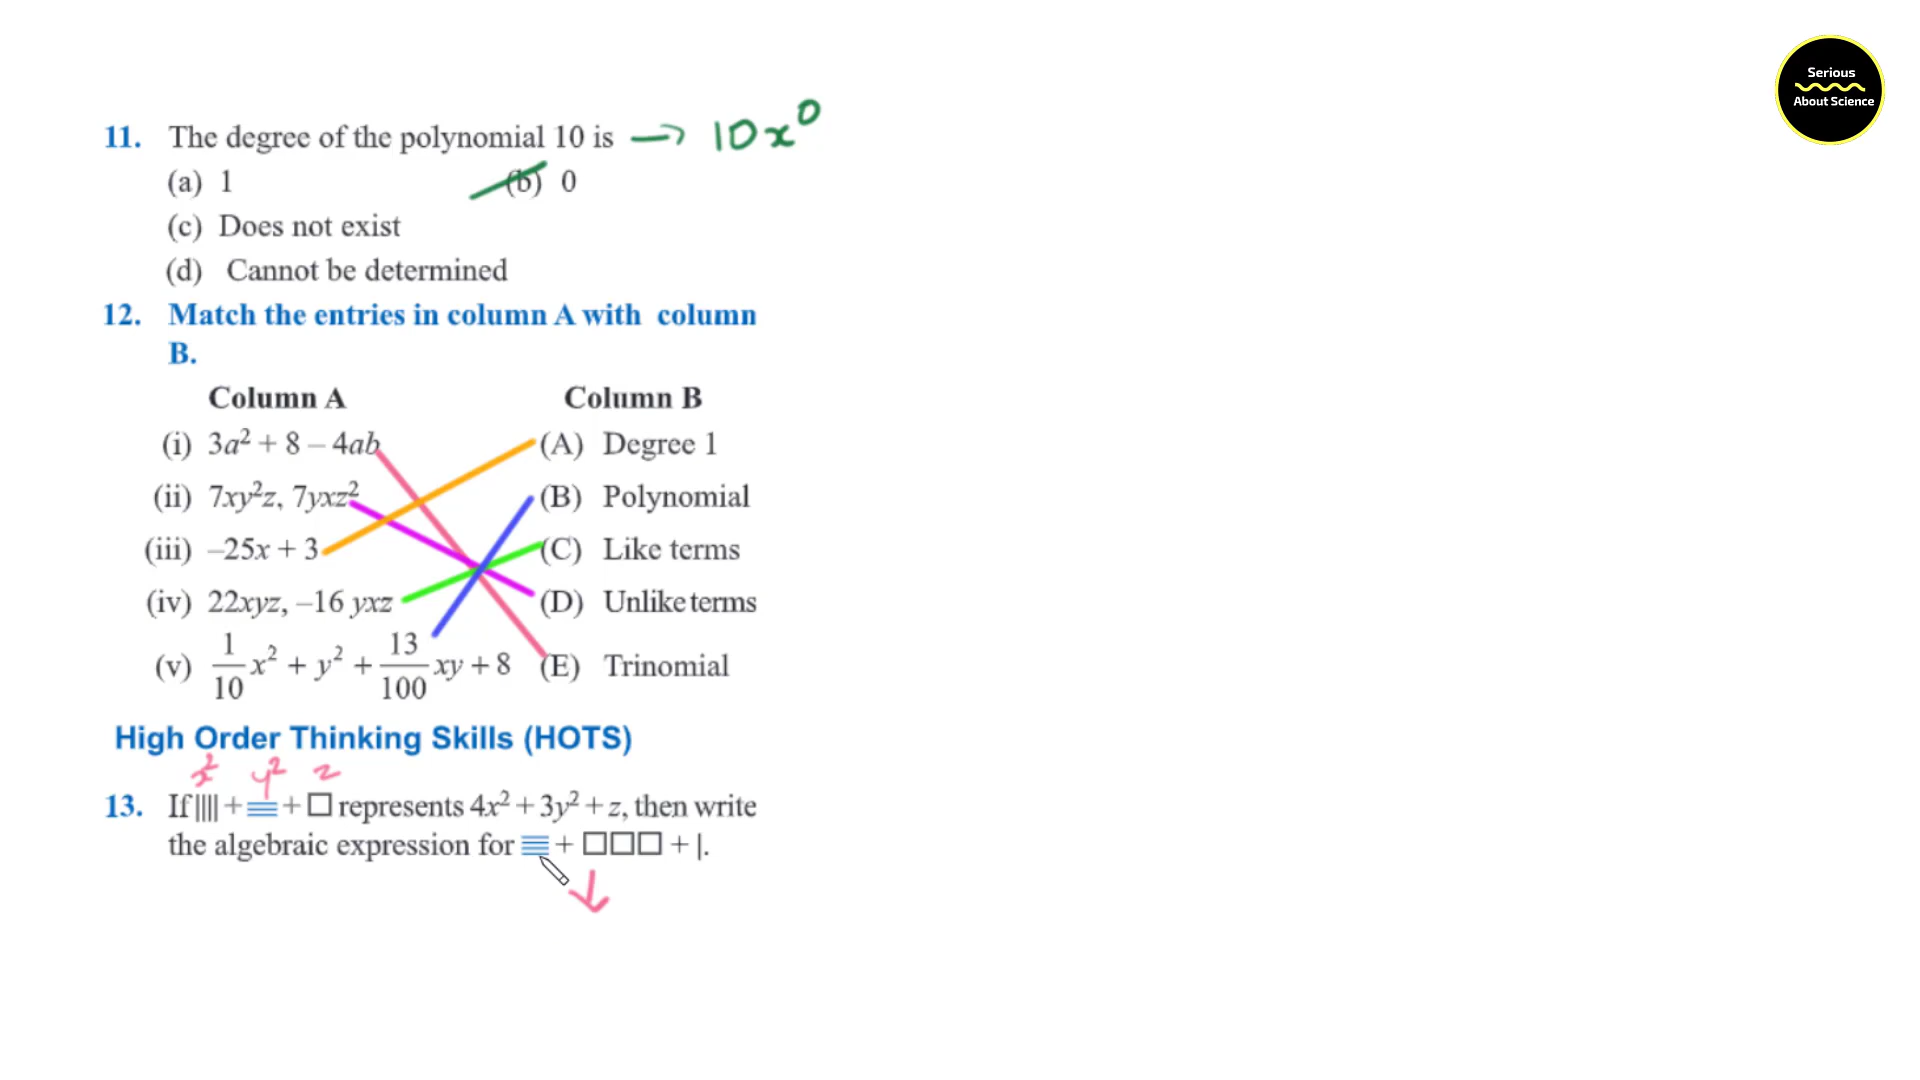 Serious
About Science
11. The degree of the polynomial 10 is → 10x⁰
(a) 1 (b) 0
(c) Does not exist
(d) Cannot be determined
12. Match the entries in column A with column
B.
Column A Column B
(i) 3a² + 8 – 4ab (A) Degree 1
(ii) 7xy²z, 7yxz² (B) Polynomial
(iii) –25x + 3 (C) Like terms
(iv) 22xyz, –16 yxz (D) Unlike terms
(v) 1/10 x² + y² + 13/100 xy + 8 (E) Trinomial
High Order Thinking Skills (HOTS)
x² y² z
13. If |||| + ≡ + □ represents 4x² + 3y² + z, then write
the algebraic expression for ≡ + □□□ + |.